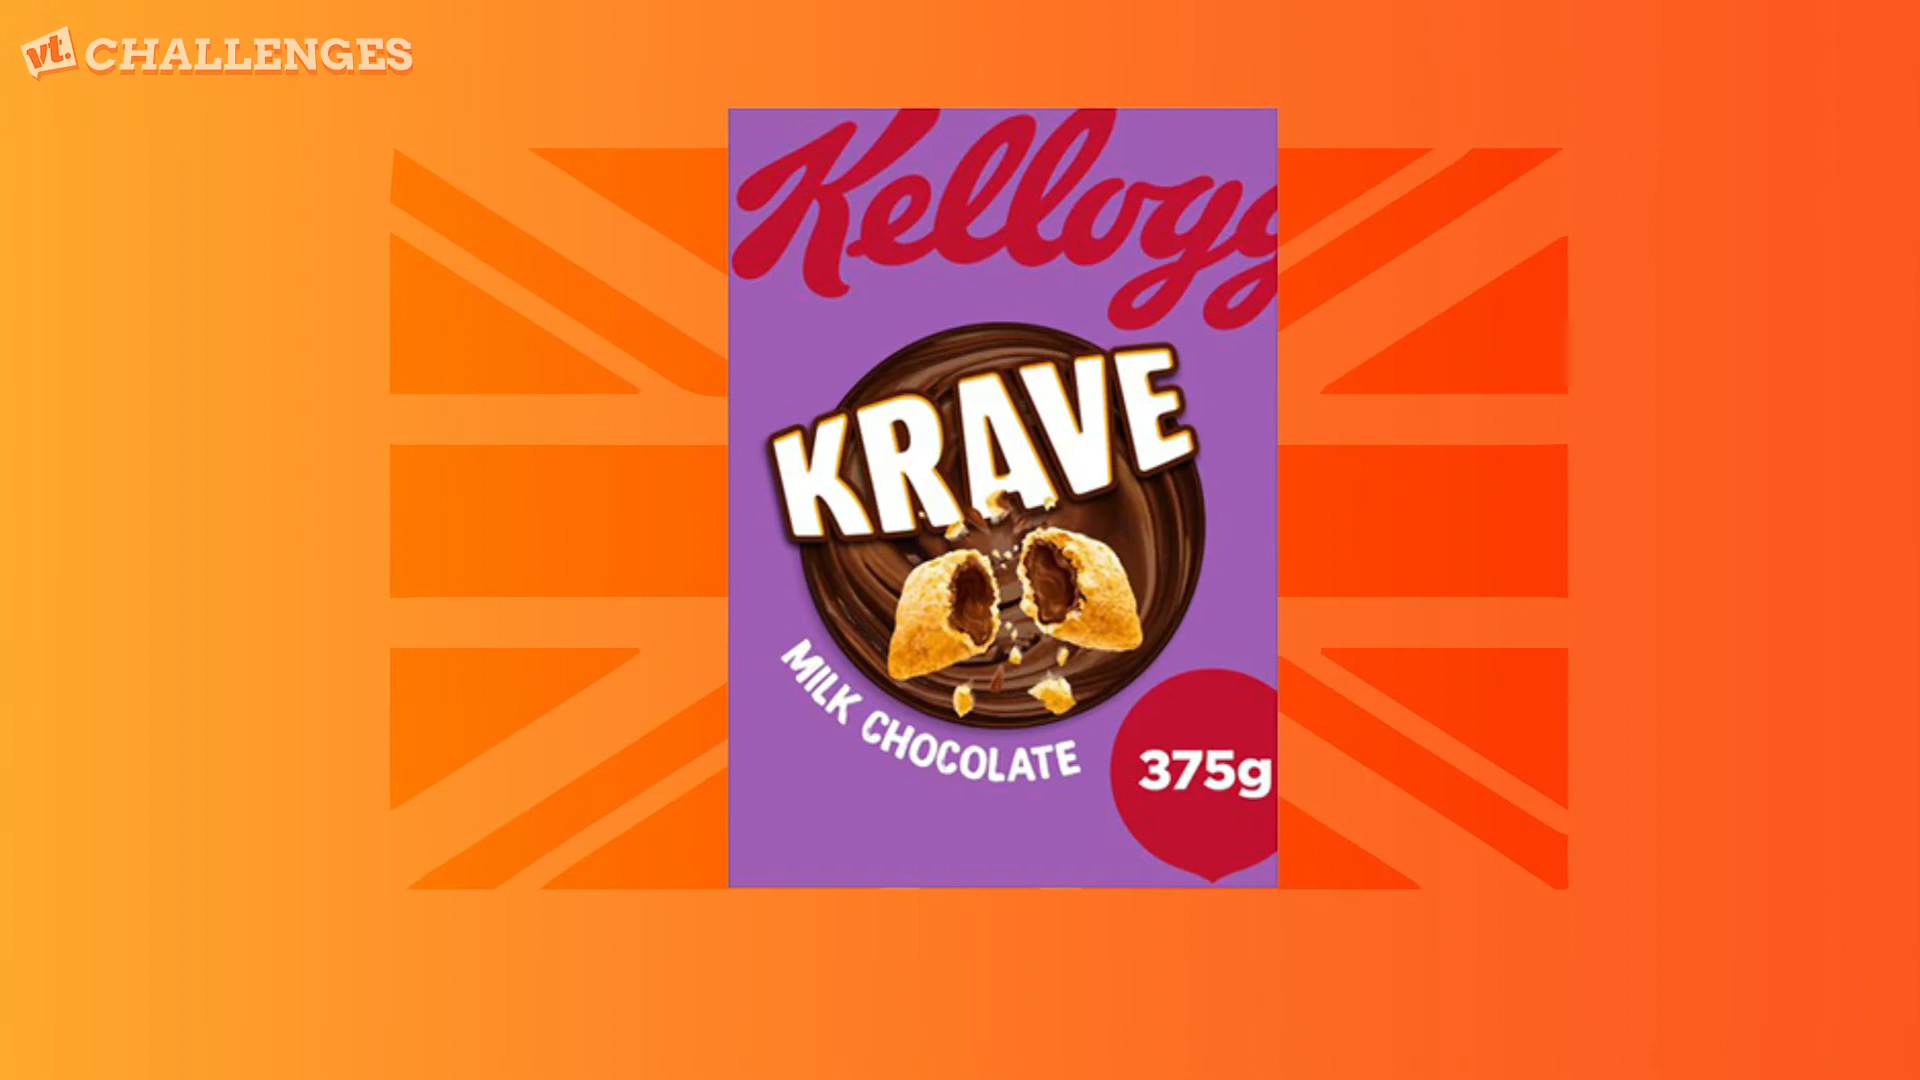 vt. CHALLENGES
Kellogg
KRAVE
MILK CHOCOLATE
375g